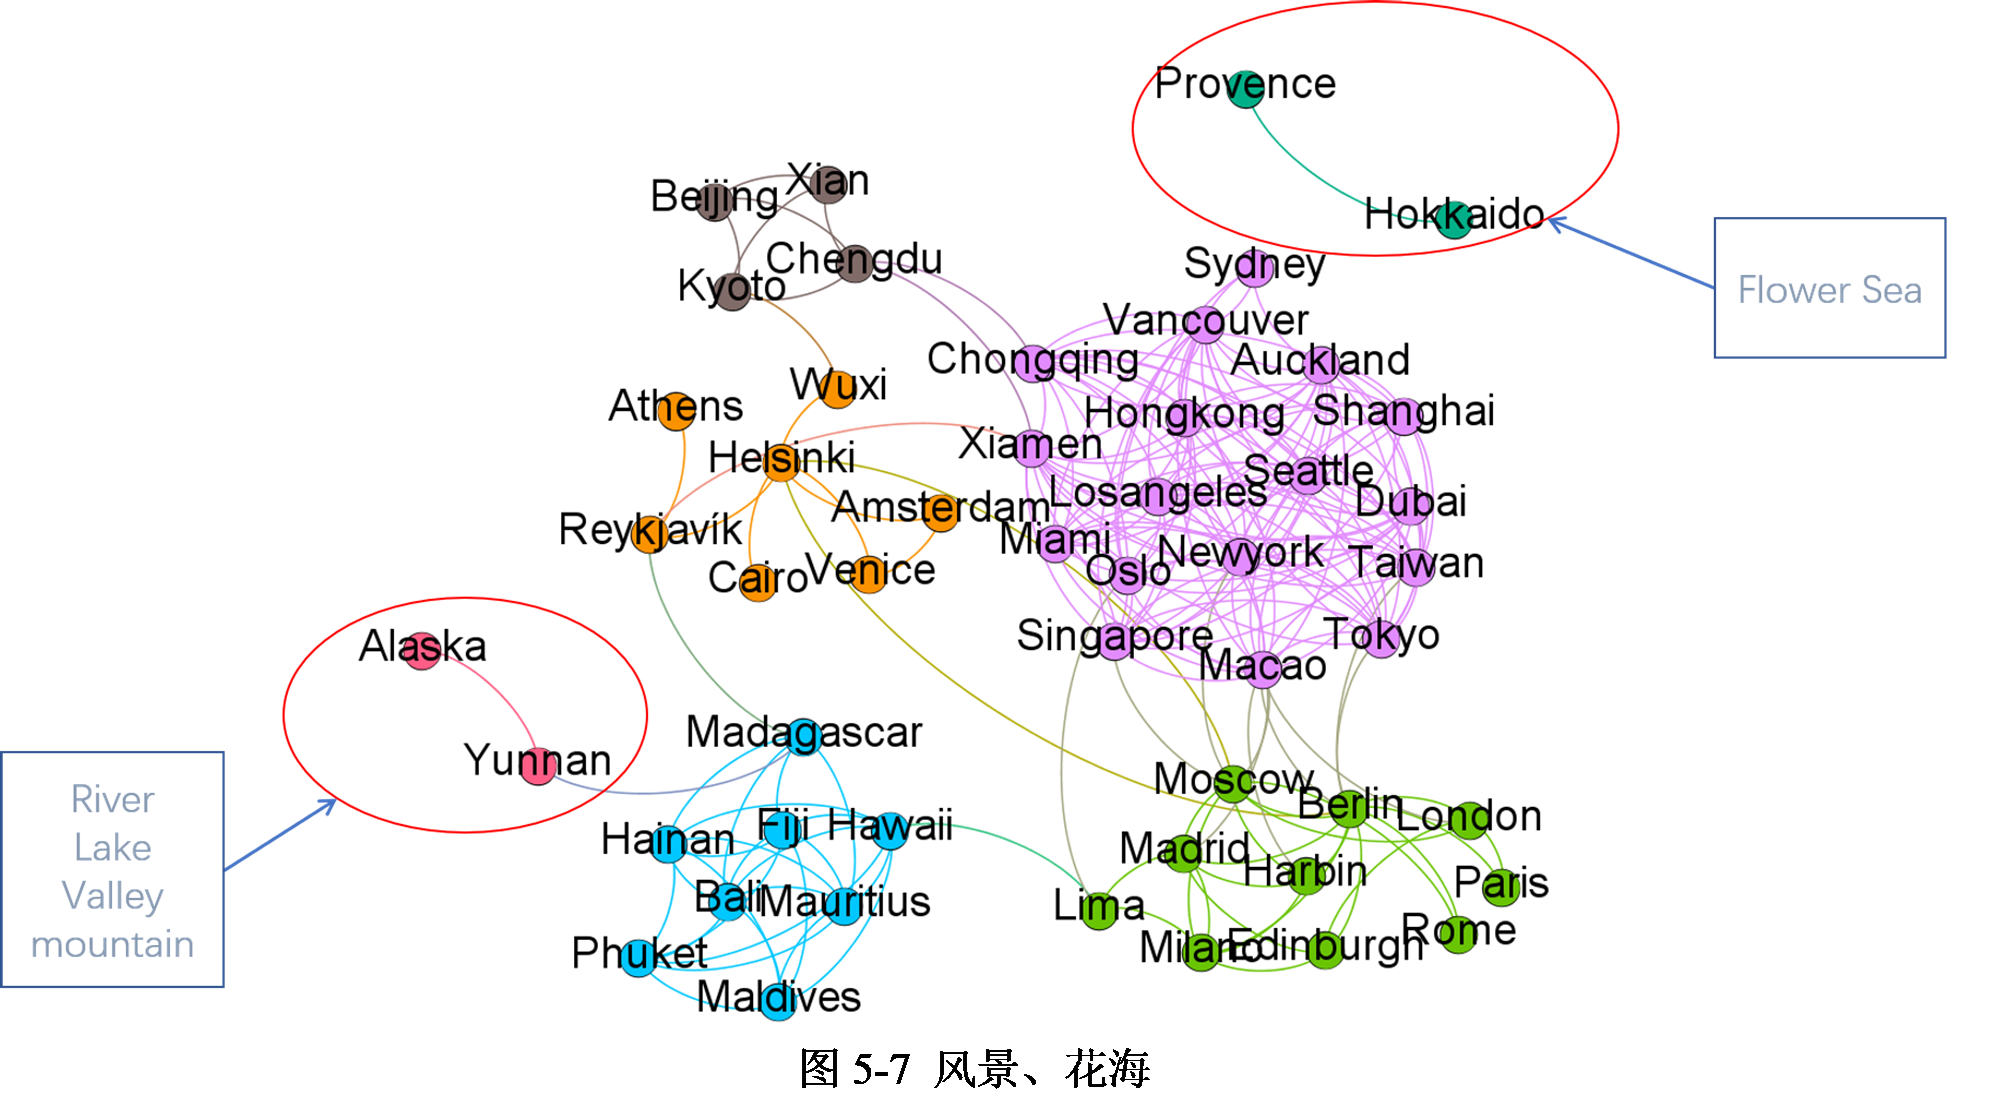 Provence
Hokkaido
Flower Sea
Xian
Beijing
Chengdu
Kyoto
Sydney
Vancouver
Chongqing
Auckland
Wuxi
Athens
Hongkong
Shanghai
Xiamen
Helsinki
Seattle
Losangeles
Dubai
Amsterdam
Reykjavík
Miami
Newyork
Taiwan
Oslo
Cairo
Venice
Singapore
Tokyo
Macao
Alaska
Yunnan
River
Lake
Valley
mountain
Madagascar
Moscow
Berlin
London
Hainan
Fiji
Hawaii
Madrid
Harbin
Paris
Bali
Mauritius
Lima
Rome
Phuket
Milano
Edinburgh
Maldives
图 5-7 风景、花海